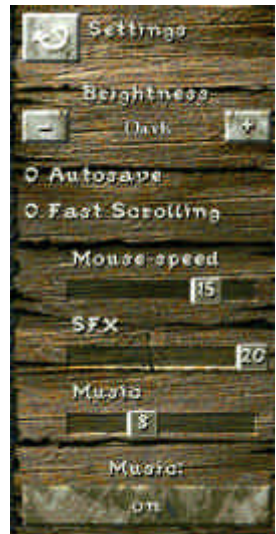 Settings
Brightness
- Dark +
O Autosave
O Fast Scrolling
Mouse speed
15
SFX
20
Music
8
Music:
on